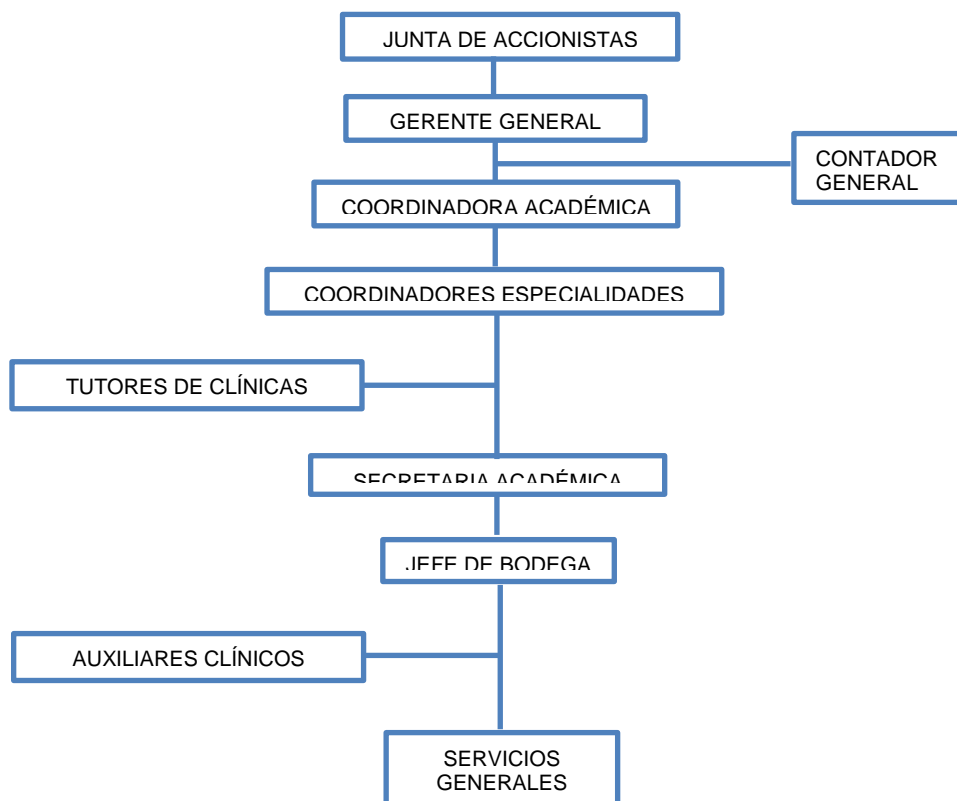 JUNTA DE ACCIONISTAS
GERENTE GENERAL
CONTADOR
GENERAL
COORDINADORA ACADÉMICA
COORDINADORES ESPECIALIDADES
TUTORES DE CLÍNICAS
SECRETARIA ACADÉMICA
JEFE DE BODEGA
AUXILIARES CLÍNICOS
SERVICIOS
GENERALES